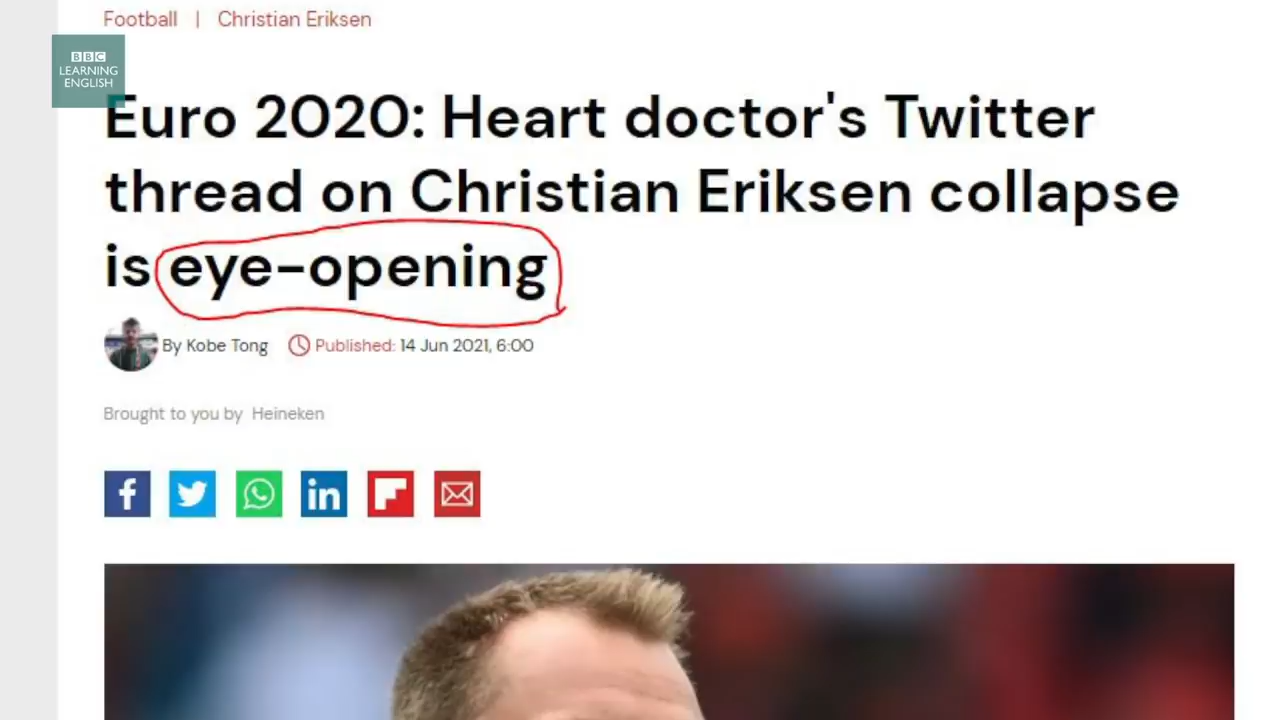 Football | Christian Eriksen
BBC
LEARNING
ENGLISH
Euro 2020: Heart doctor's Twitter
thread on Christian Eriksen collapse
is eye-opening
By Kobe Tong Published: 14 Jun 2021, 6:00
Brought to you by Heineken
f in